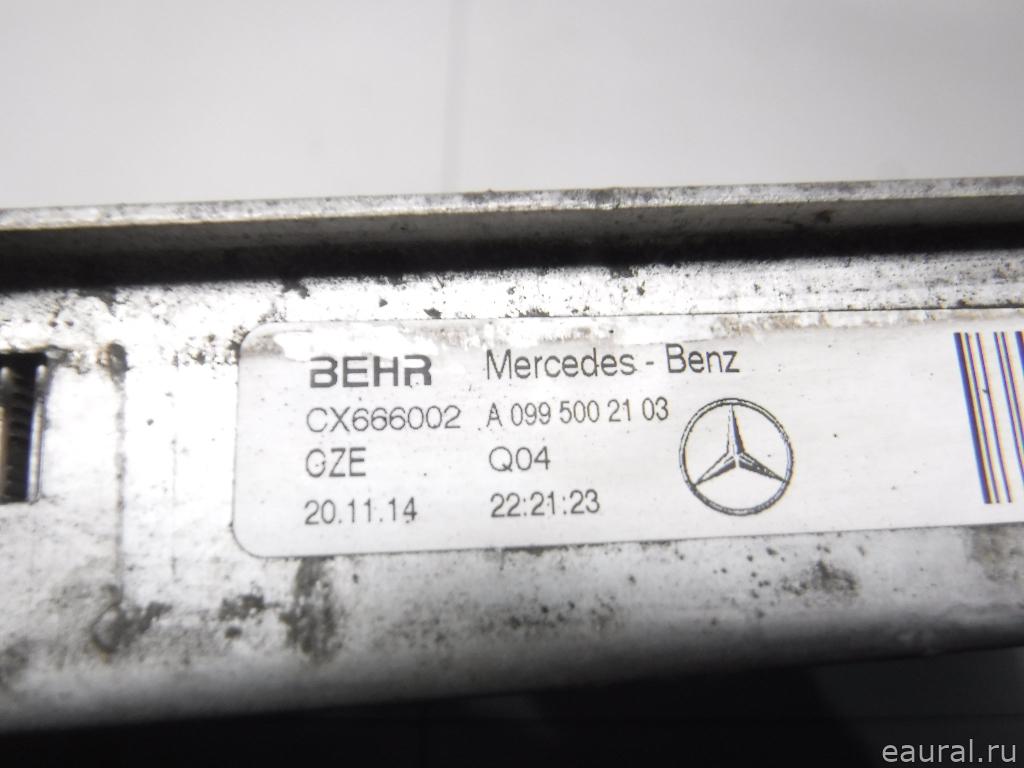 BEHR Mercedes - Benz
CX666002 A 099 500 21 03
GZE Q04
20.11.14 22:21:23
eaural.ru